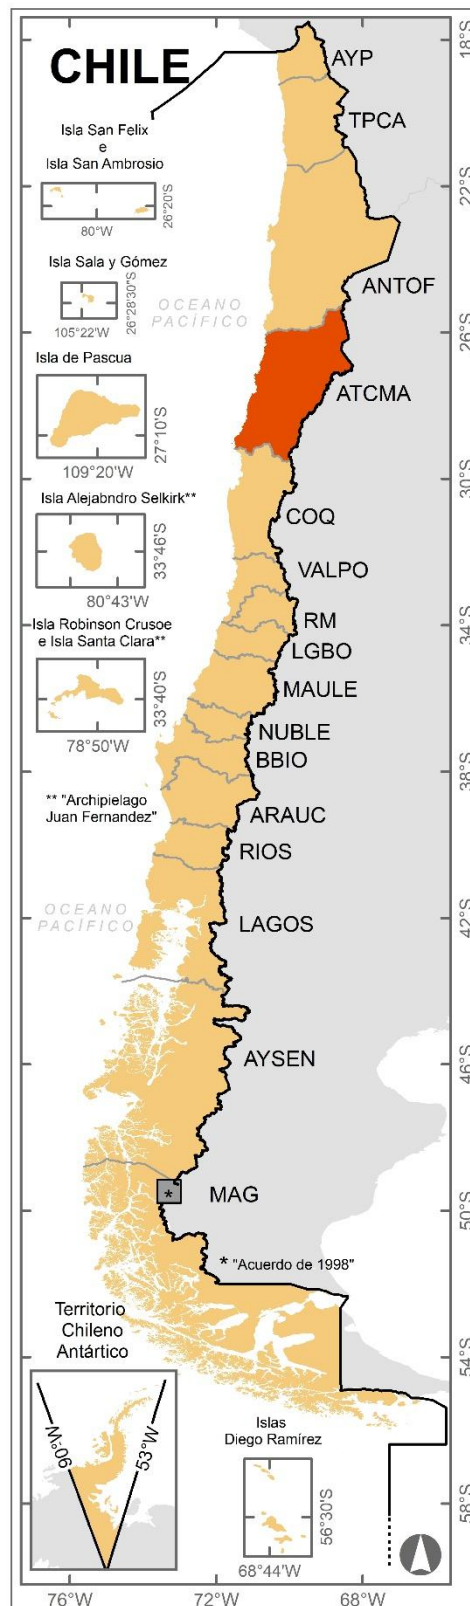 CHILE
18°S
AYP
TPCA
Isla San Felix
e
Isla San Ambrosio
26°20'S
80°W
22°S
Isla Sala y Gómez
26°28'30"S
105°22'W
OCEANO
PACÍFICO
ANTOF
26°S
Isla de Pascua
27°10'S
109°20'W
ATCMA
30°S
Isla Alejabndro Selkirk**
33°46'S
80°43'W
COQ
VALPO
Isla Robinson Crusoe
e Isla Santa Clara**
33°40'S
78°50'W
RM
34°S
LGBO
MAULE
NUBLE
BBIO
38°S
** "Archipielago
Juan Fernandez"
ARAUC
RIOS
OCEANO
PACÍFICO
LAGOS
42°S
AYSEN
46°S
*
MAG
50°S
* "Acuerdo de 1998"
Territorio
Chileno
Antártico
54°S
90°W
53°W
Islas
Diego Ramírez
56°30'S
68°44'W
58°S
76°W
72°W
68°W